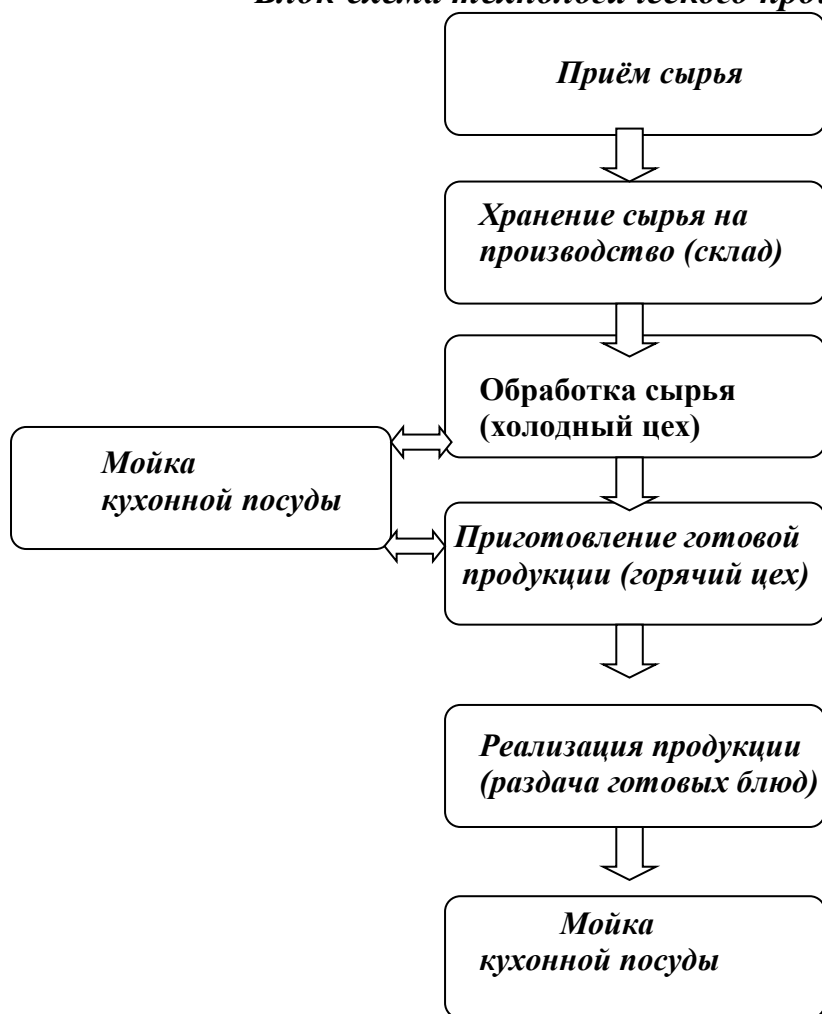 Приём сырья
Хранение сырья на
производство (склад)
Обработка сырья
(холодный цех)
Мойка
кухонной посуды
Приготовление готовой
продукции (горячий цех)
Реализация продукции
(раздача готовых блюд)
Мойка
кухонной посуды